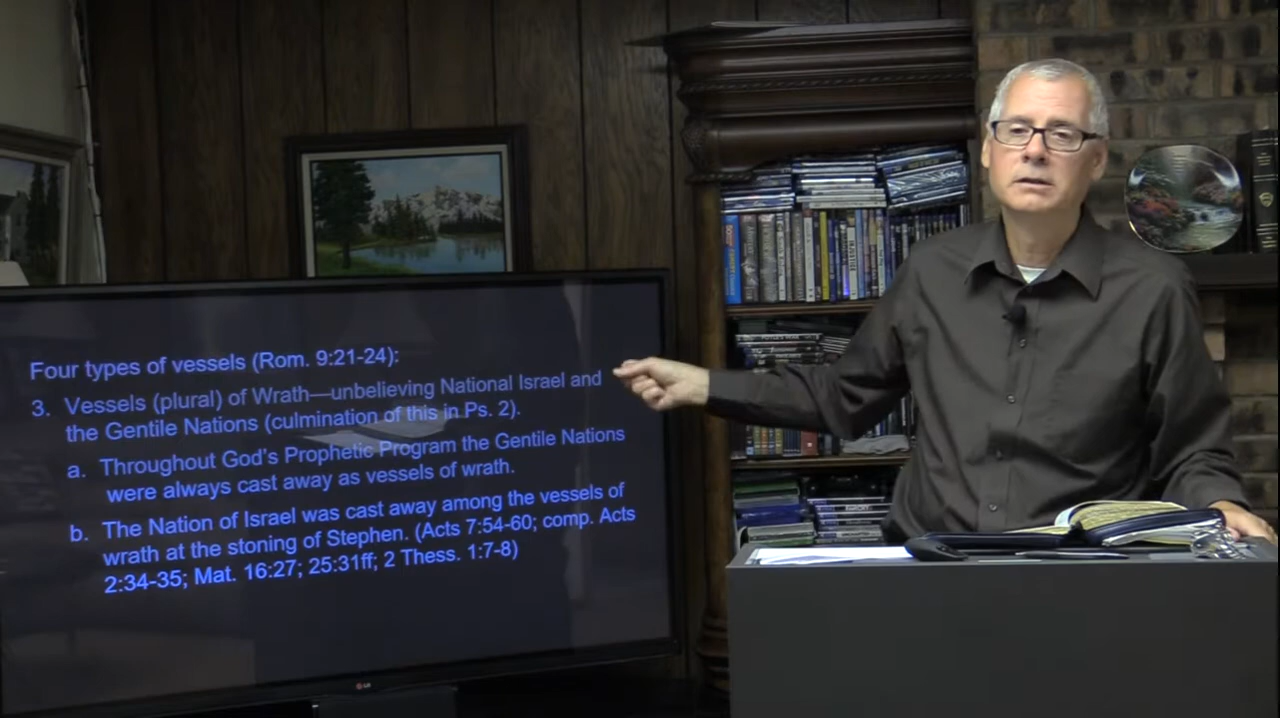 Four types of vessels (Rom. 9:21-24):
3. Vessels (plural) of Wrath—unbelieving National Israel and
the Gentile Nations (culmination of this in Ps. 2).
a. Throughout God's Prophetic Program the Gentile Nations
were always cast away as vessels of wrath.
b. The Nation of Israel was cast away among the vessels of
wrath at the stoning of Stephen. (Acts 7:54-60; comp. Acts
2:34-35; Mat. 16:27; 25:31ff; 2 Thess. 1:7-8)
LG